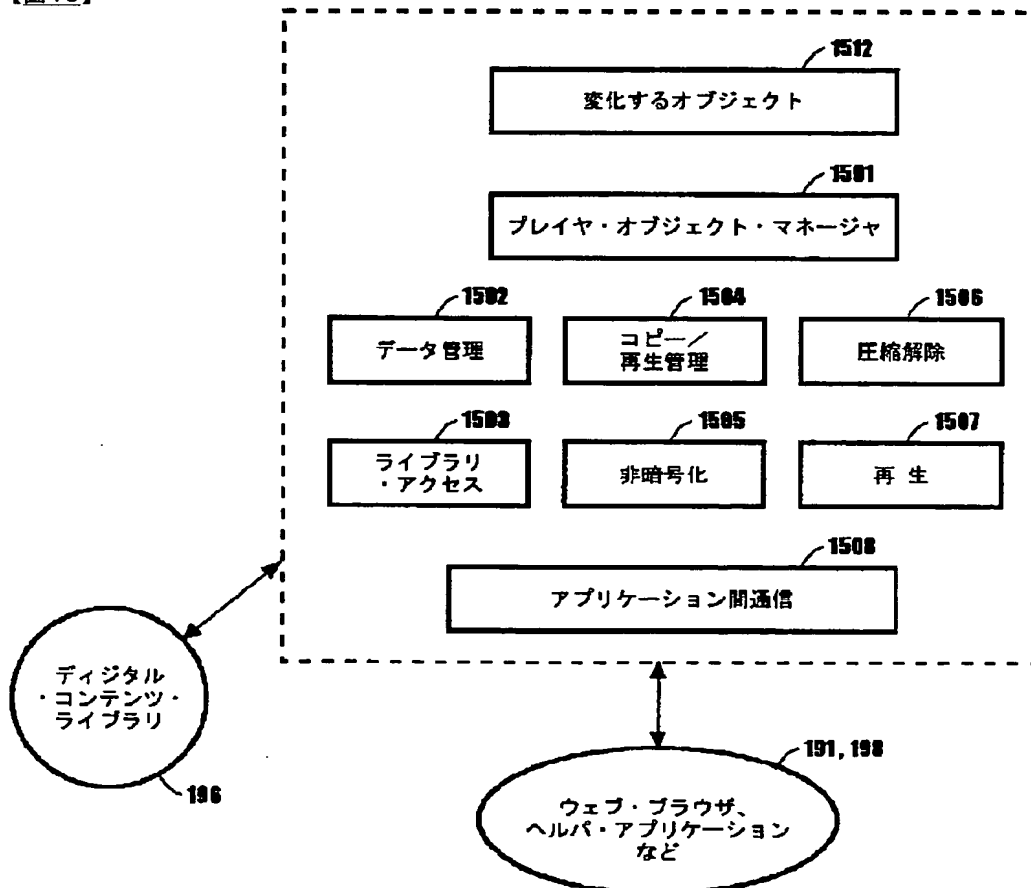 1512
変化するオブジェクト
1501
プレイヤ・オブジェクト・マネージャ
1502
データ管理
1504
コピー／
再生管理
1506
圧縮解除
1503
ライブラリ
・アクセス
1505
非暗号化
1507
再 生
1508
アプリケーション間通信
ディジタル
・コンテンツ・
ライブラリ
196
191, 198
ウェブ・ブラウザ、
ヘルパ・アプリケーション
など